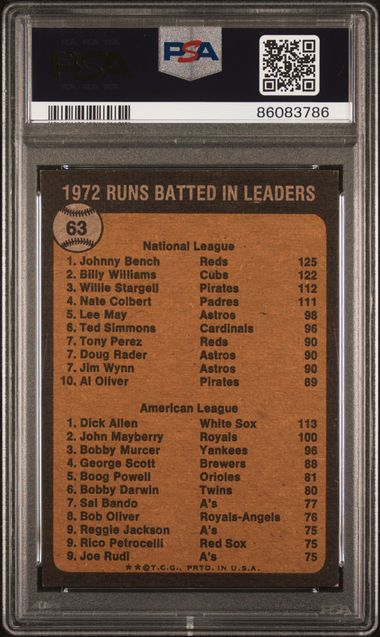 PSA
PSA
86083786
1972 RUNS BATTED IN LEADERS
63
National League
1. Johnny Bench Reds 125
2. Billy Williams Cubs 122
3. Willie Stargell Pirates 112
4. Nate Colbert Padres 111
5. Lee May Astros 98
6. Ted Simmons Cardinals 96
7. Tony Perez Reds 90
7. Doug Rader Astros 90
7. Jim Wynn Astros 90
10. Al Oliver Pirates 89
American League
1. Dick Allen White Sox 113
2. John Mayberry Royals 100
3. Bobby Murcer Yankees 96
4. George Scott Brewers 88
5. Boog Powell Orioles 81
6. Bobby Darwin Twins 80
7. Sal Bando A's 77
8. Bob Oliver Royals-Angels 76
9. Reggie Jackson A's 75
9. Rico Petrocelli Red Sox 75
9. Joe Rudi A's 75
★★©T.C.G., PRTD. IN U.S.A.